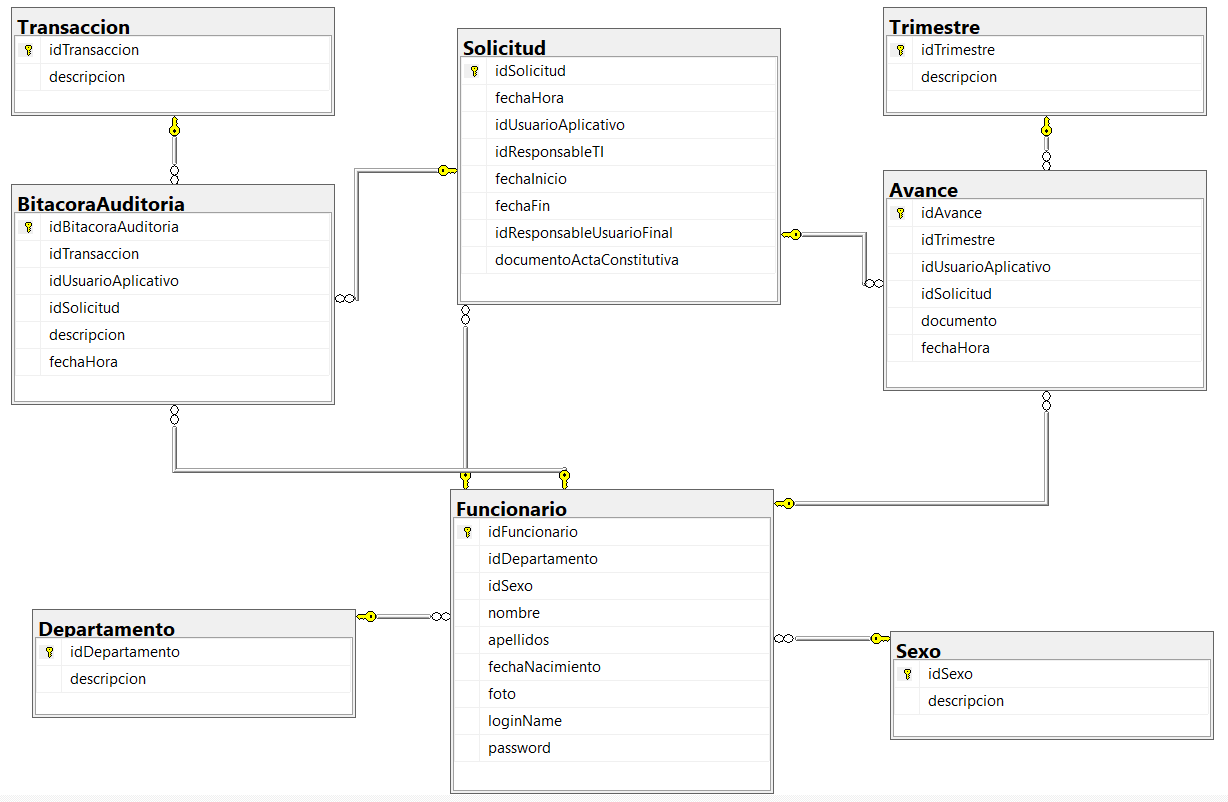 Transaccion
idTransaccion
descripcion
Solicitud
idSolicitud
fechaHora
idUsuarioAplicativo
idResponsableTI
fechaInicio
fechaFin
idResponsableUsuarioFinal
documentoActaConstitutiva
Trimestre
idTrimestre
descripcion
BitacoraAuditoria
idBitacoraAuditoria
idTransaccion
idUsuarioAplicativo
idSolicitud
descripcion
fechaHora
Avance
idAvance
idTrimestre
idUsuarioAplicativo
idSolicitud
documento
fechaHora
Funcionario
idFuncionario
idDepartamento
idSexo
nombre
apellidos
fechaNacimiento
foto
loginName
password
Departamento
idDepartamento
descripcion
Sexo
idSexo
descripcion